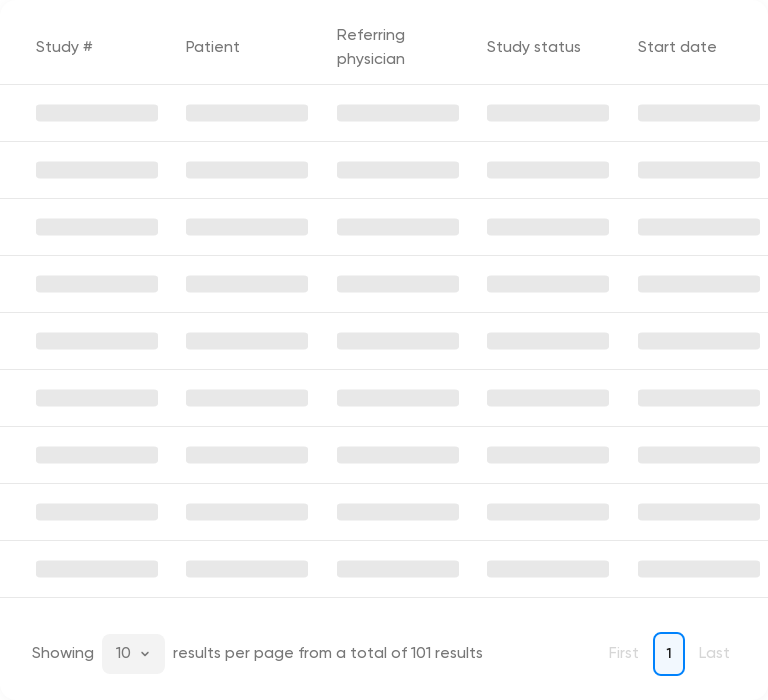 Study #
Patient
Referring
physician
Study status
Start date
Showing 10 results per page from a total of 101 results
First 1 Last